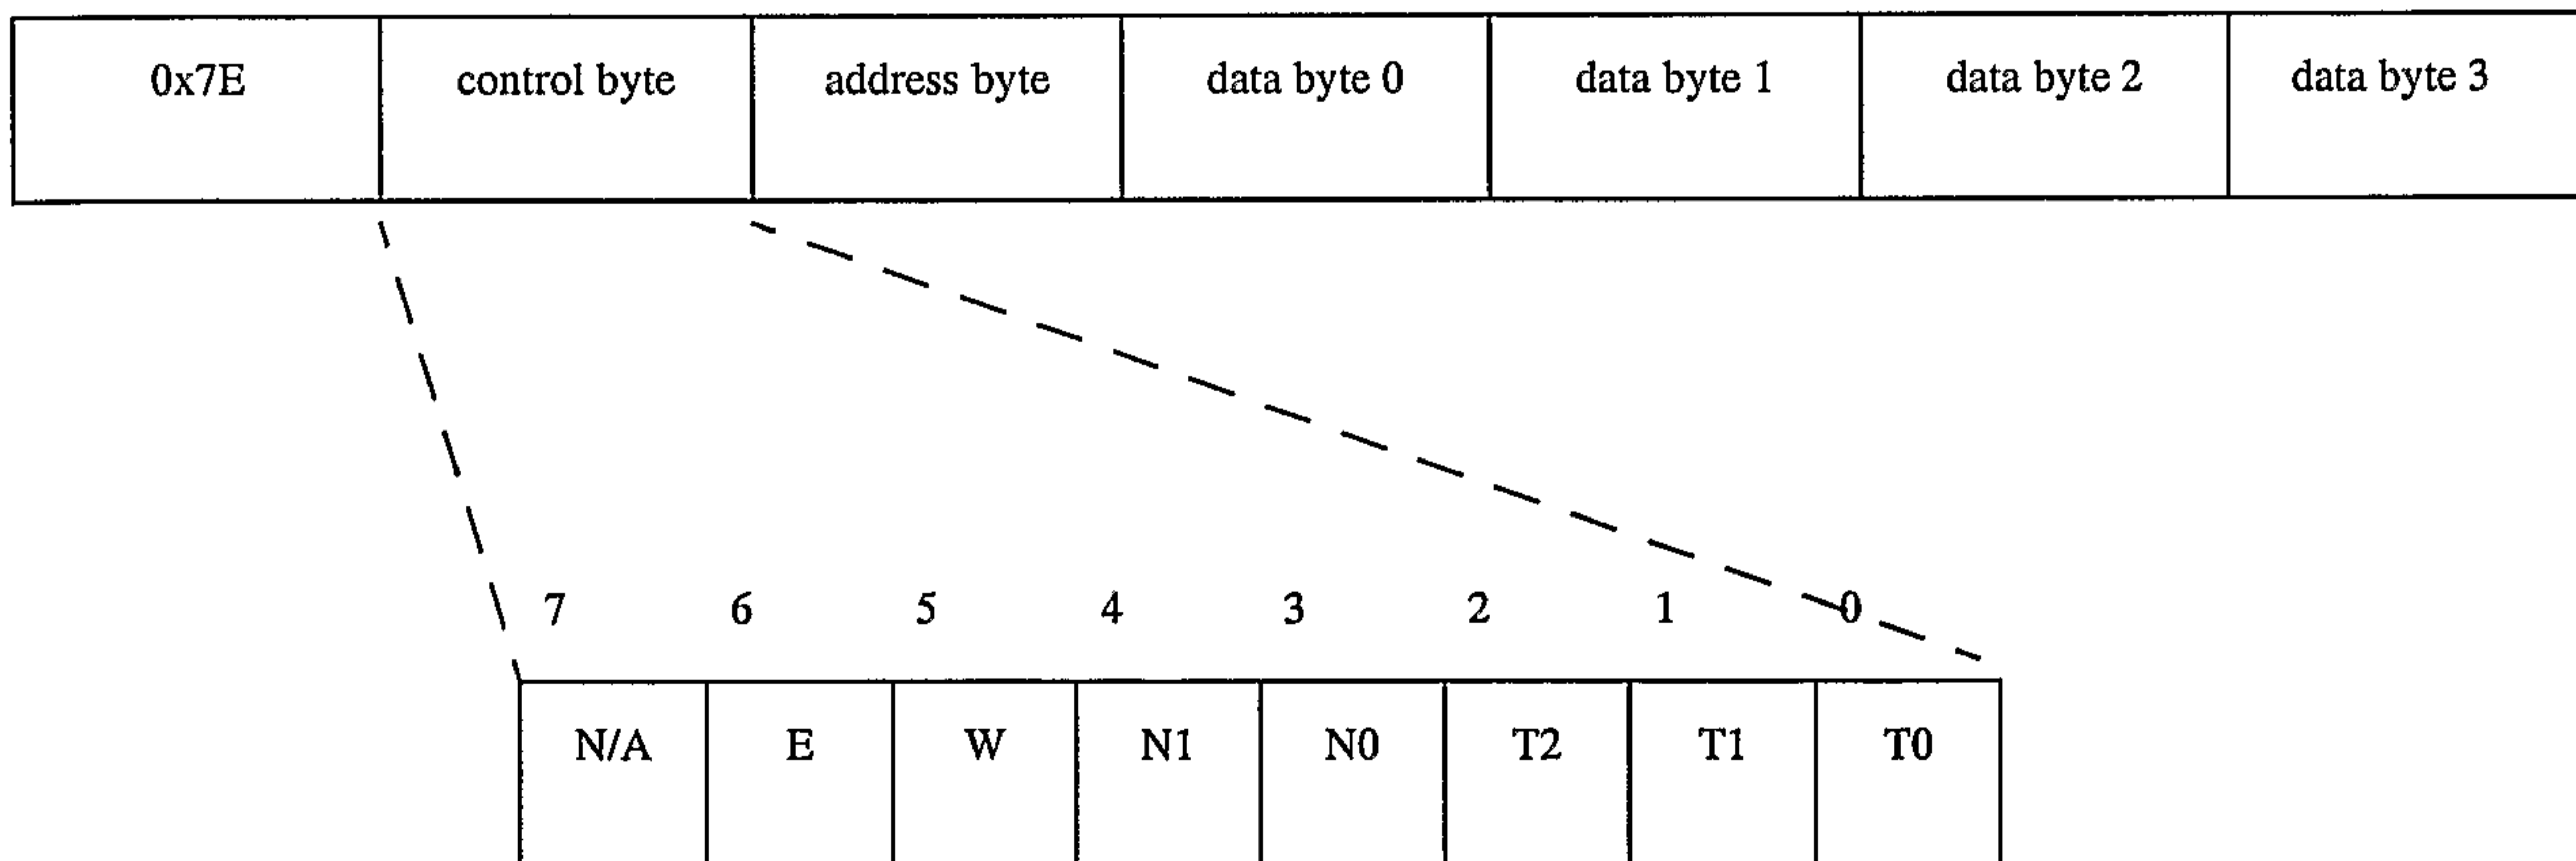 0x7E control byte address byte data byte 0 data byte 1 data byte 2 data byte 3
7 6 5 4 3 2 1 0
N/A E W N1 N0 T2 T1 T0